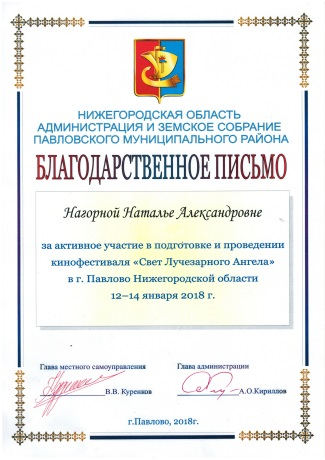 НИЖЕГОРОДСКАЯ ОБЛАСТЬ
АДМИНИСТРАЦИЯ И ЗЕМСКОЕ СОБРАНИЕ
ПАВЛОВСКОГО МУНИЦИПАЛЬНОГО РАЙОНА
БЛАГОДАРСТВЕННОЕ ПИСЬМО
Нагорной Наталье Александровне
за активное участие в подготовке и проведении
кинофестиваля «Свет Лучезарного Ангела»
в г. Павлово Нижегородской области
12–14 января 2018 г.
Глава местного самоуправления
Глава администрации
В.В. Куренков
А.О.Кириллов
г.Павлово, 2018г.